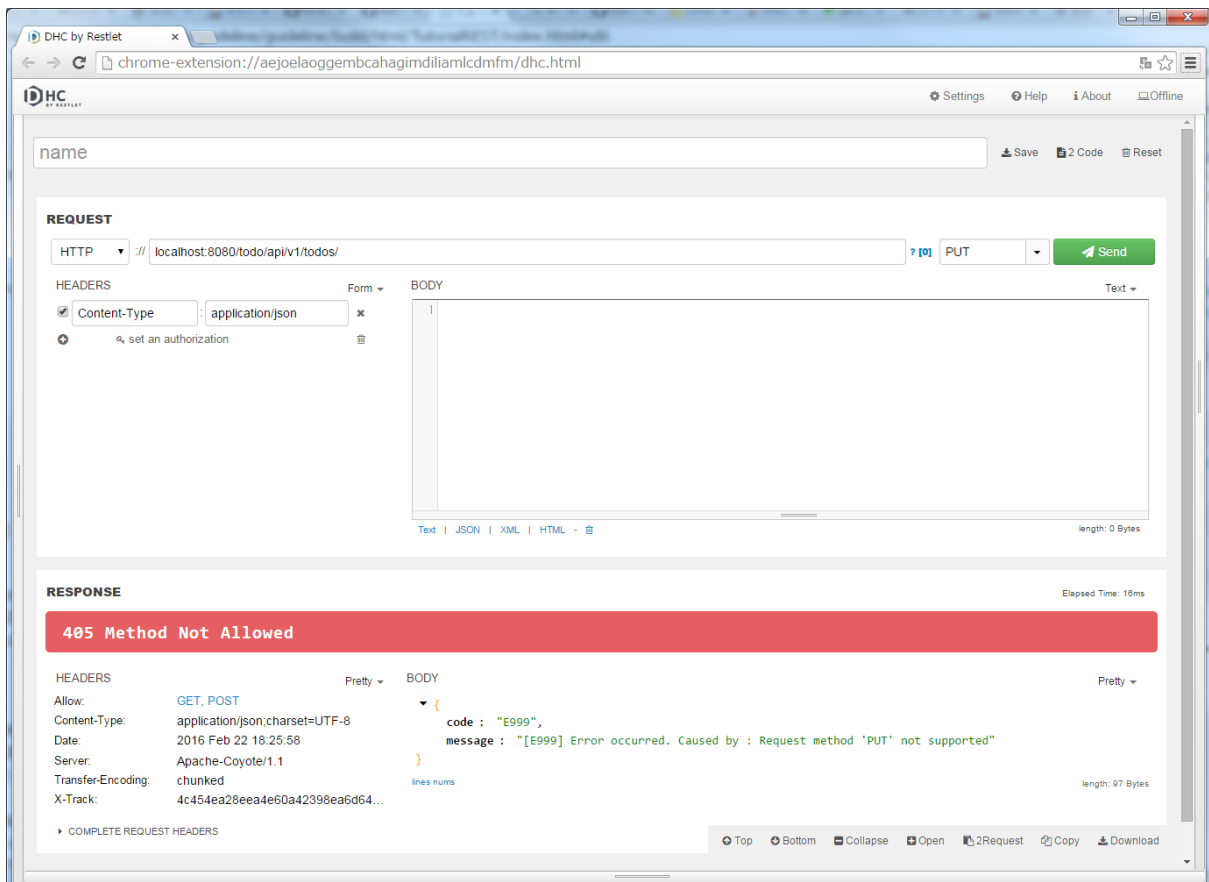 DHC by Restlet x
chrome-extension://aejoelaoggembcahagimdiliamlcdmfm/dhc.html
DHC BY RESTLET Settings Help About Offline
name Save 2 Code Reset
REQUEST
HTTP :// localhost:8080/todo/api/v1/todos/ ? [0] PUT Send
HEADERS Form BODY Text
Content-Type : application/json 1
set an authorization
Text | JSON | XML | HTML - length: 0 Bytes
RESPONSE Elapsed Time: 16ms
405 Method Not Allowed
HEADERS Pretty BODY Pretty
Allow: GET, POST {
Content-Type: application/json;charset=UTF-8 code : "E999",
Date: 2016 Feb 22 18:25:58 message : "[E999] Error occurred. Caused by : Request method 'PUT' not supported"
Server: Apache-Coyote/1.1 }
Transfer-Encoding: chunked lines nums length: 97 Bytes
X-Track: 4c454ea28eea4e60a42398ea6d64...
COMPLETE REQUEST HEADERS
Top Bottom Collapse Open 2Request Copy Download